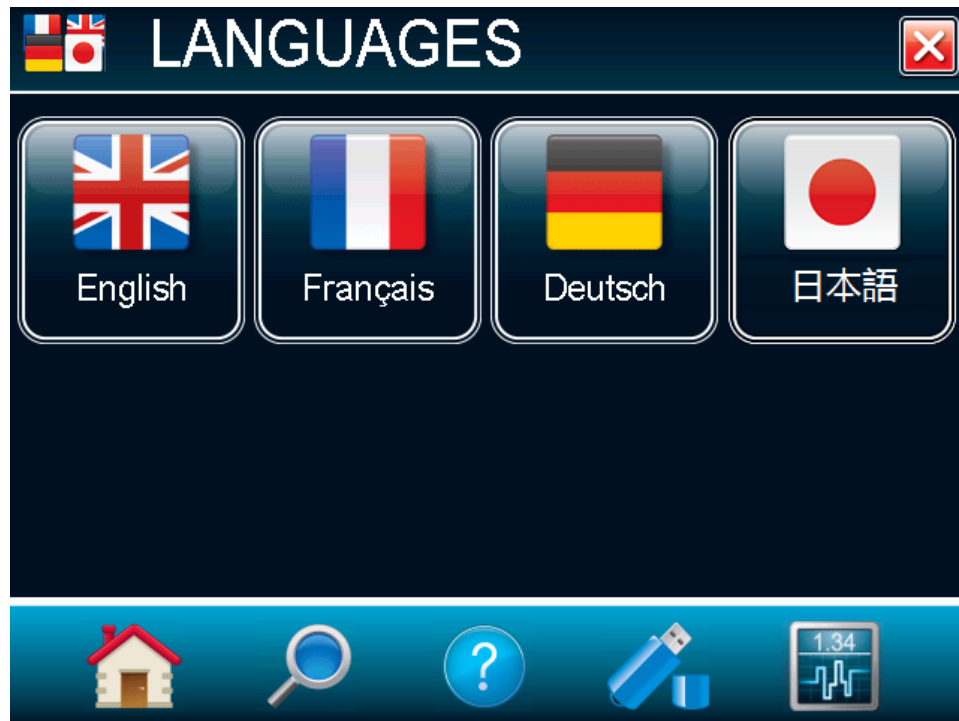 LANGUAGES
English
Français
Deutsch
日本語
?
1.34